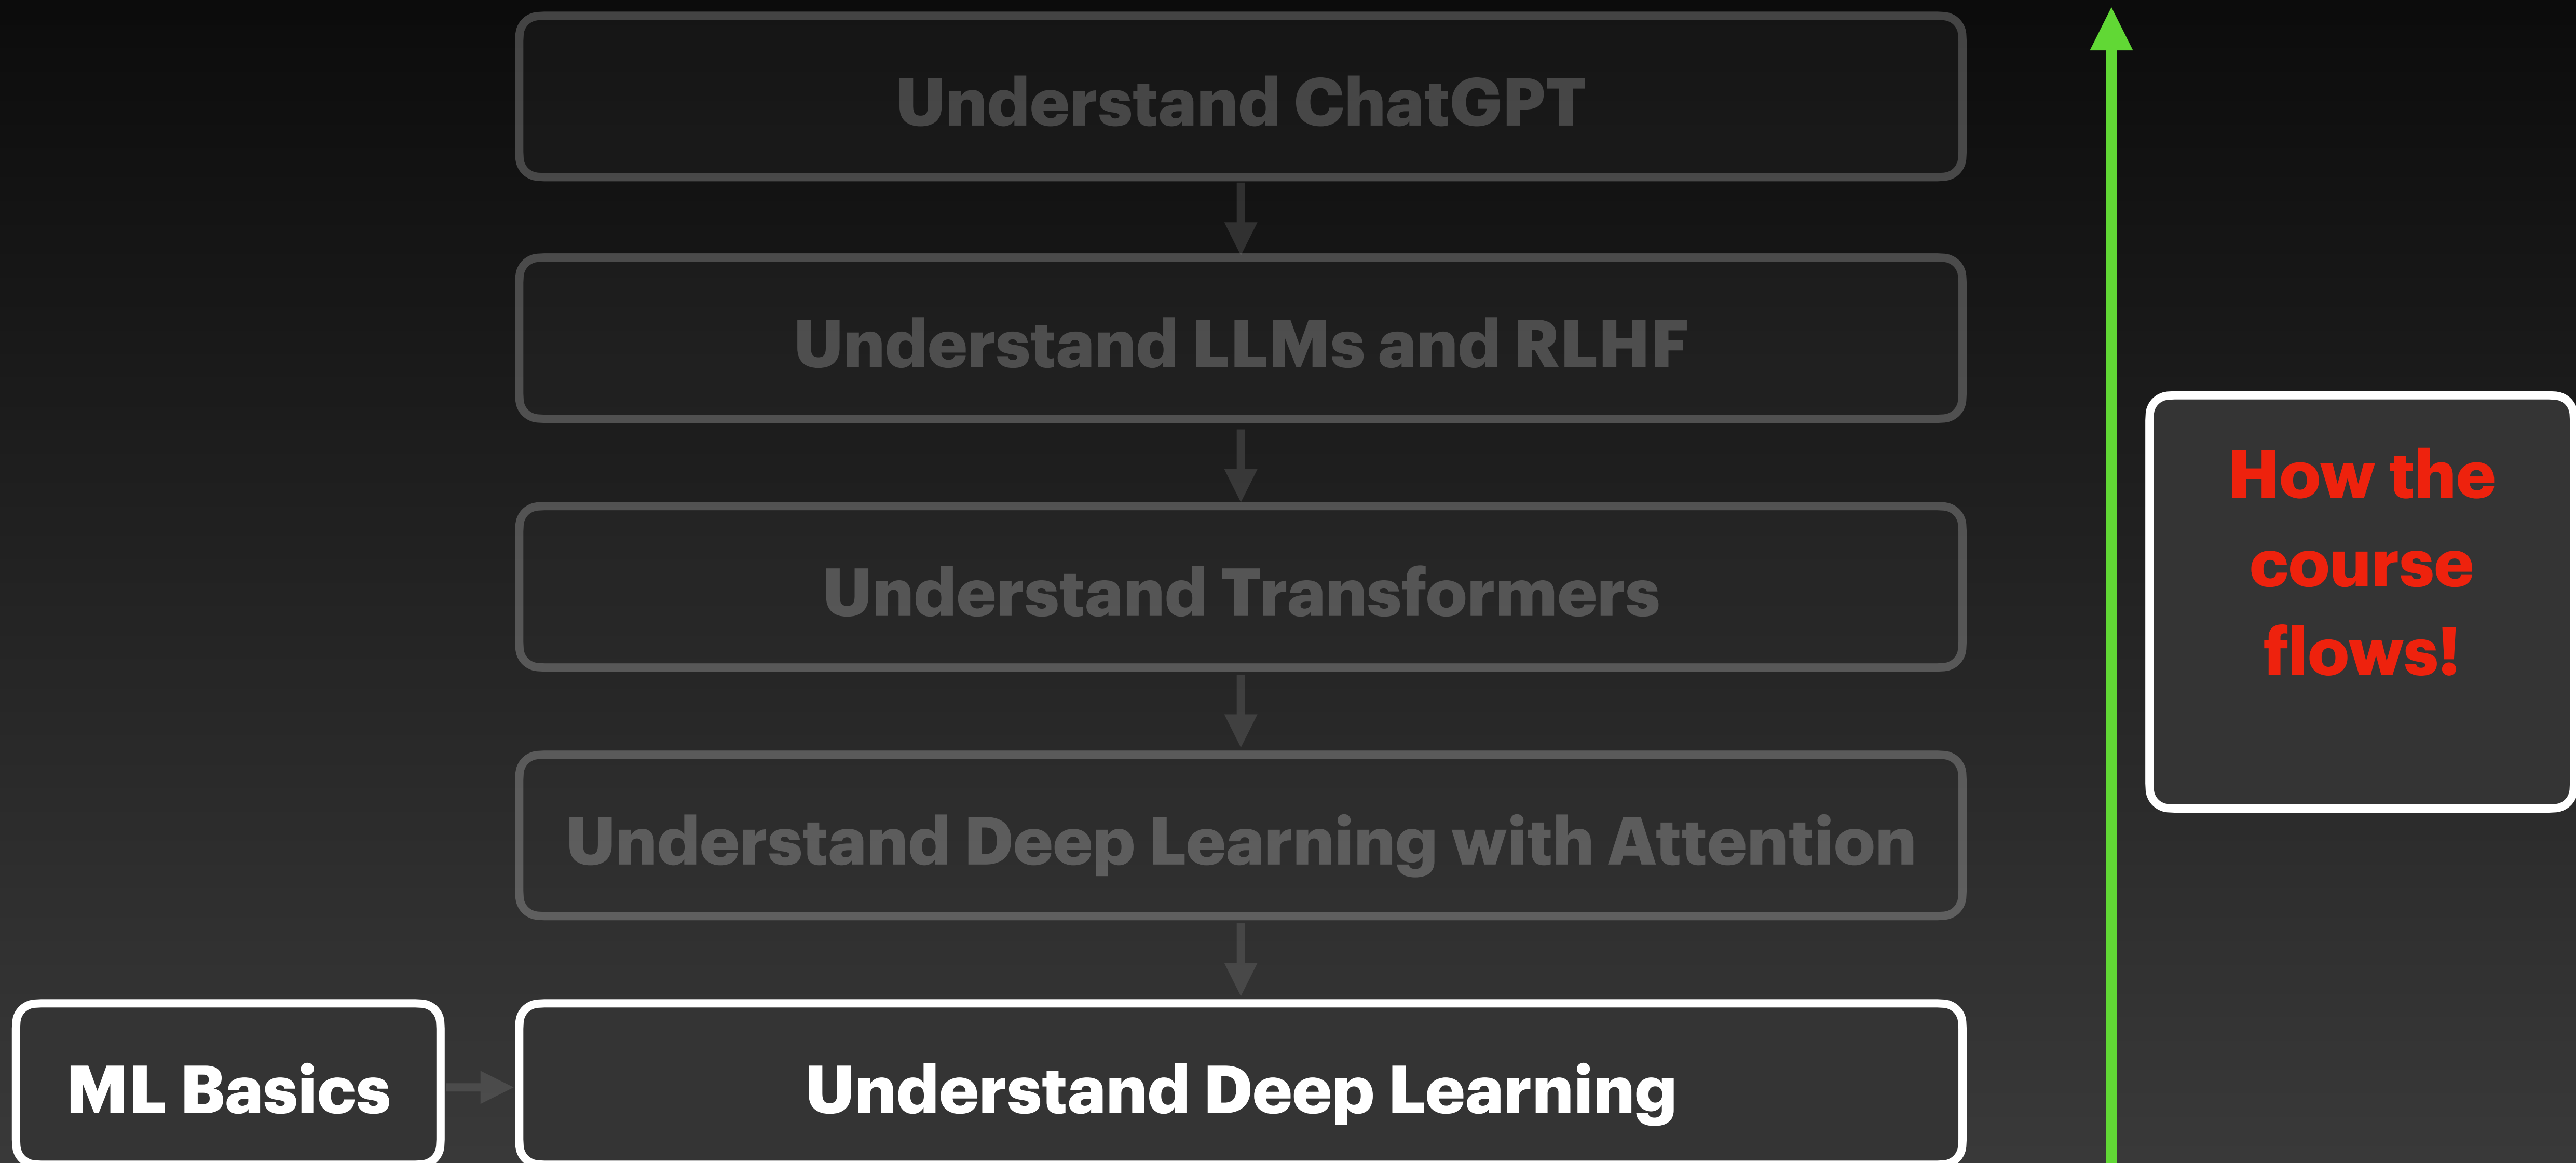 Understand ChatGPT
Understand LLMs and RLHF
How the
course
flows!
Understand Transformers
Understand Deep Learning with Attention
ML Basics
Understand Deep Learning